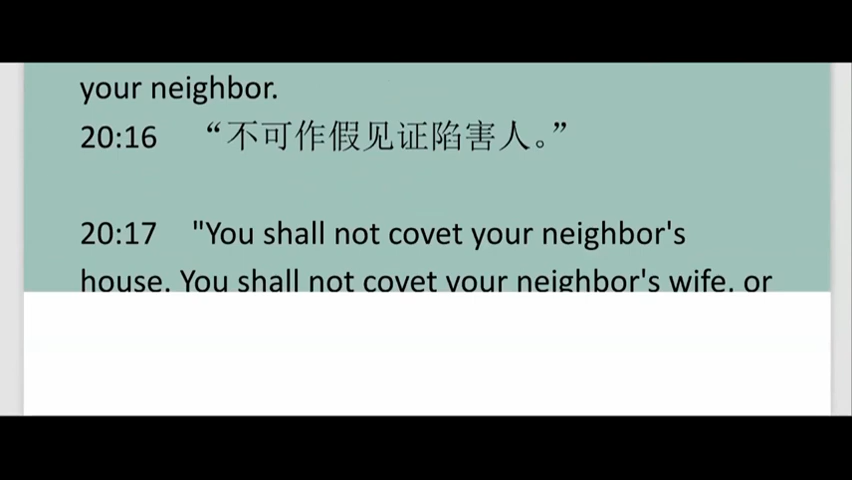 your neighbor.
20:16 “不可作假见证陷害人。”
20:17 "You shall not covet your neighbor's
house. You shall not covet your neighbor's wife, or